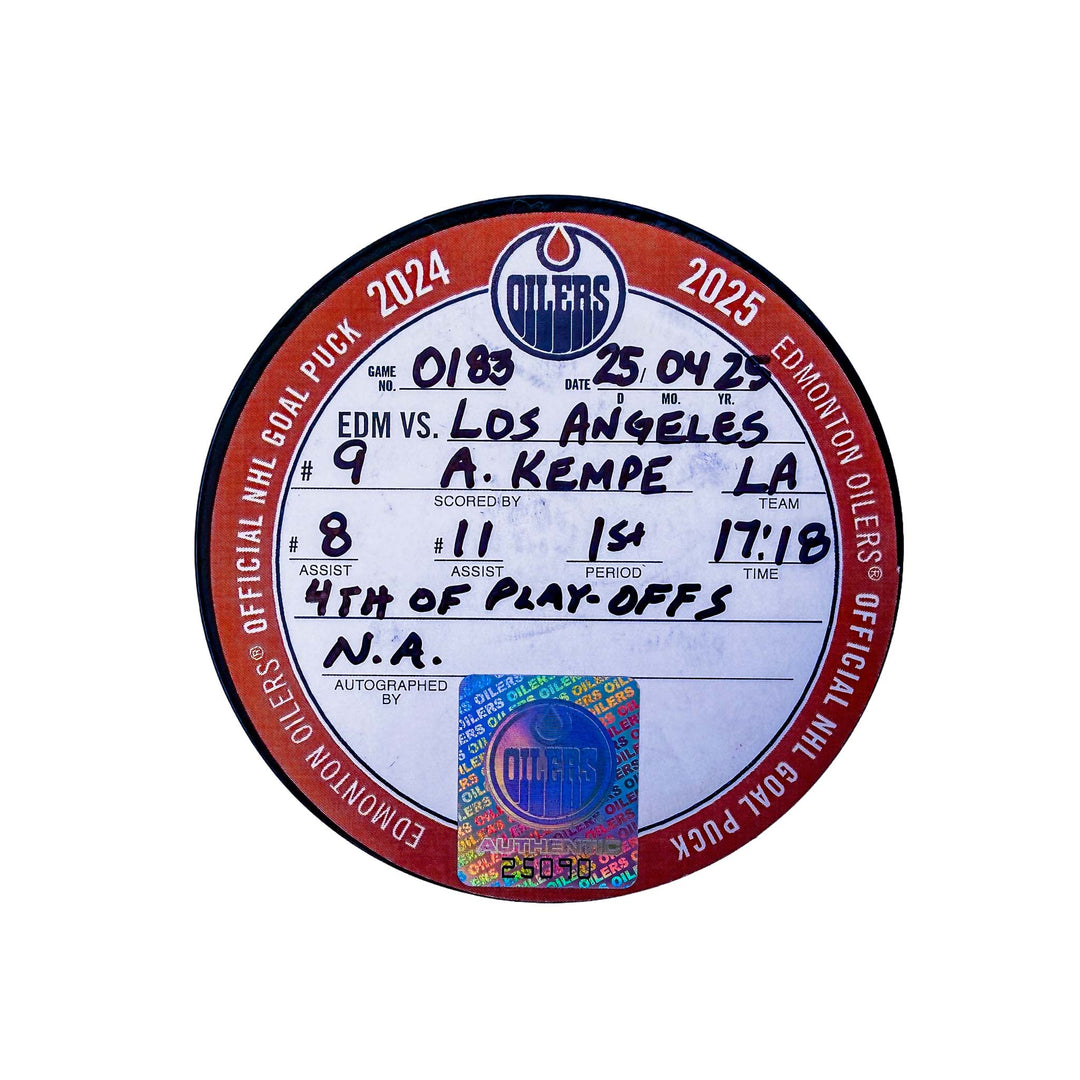 2024
2025
OILERS
EDMONTON OILERS® OFFICIAL NHL GOAL PUCK
EDMONTON OILERS® OFFICIAL NHL GOAL PUCK
GAME NO. 0183 DATE 25/04 25
D MO. YR.
EDM VS. LOS ANGELES
# 9 A. KEMPE LA
SCORED BY TEAM
# 8 # 11 1st 17:18
ASSIST ASSIST PERIOD TIME
4TH OF PLAY-OFFS
N.A.
AUTOGRAPHED
BY
OILERS
AUTHENTIC
25090